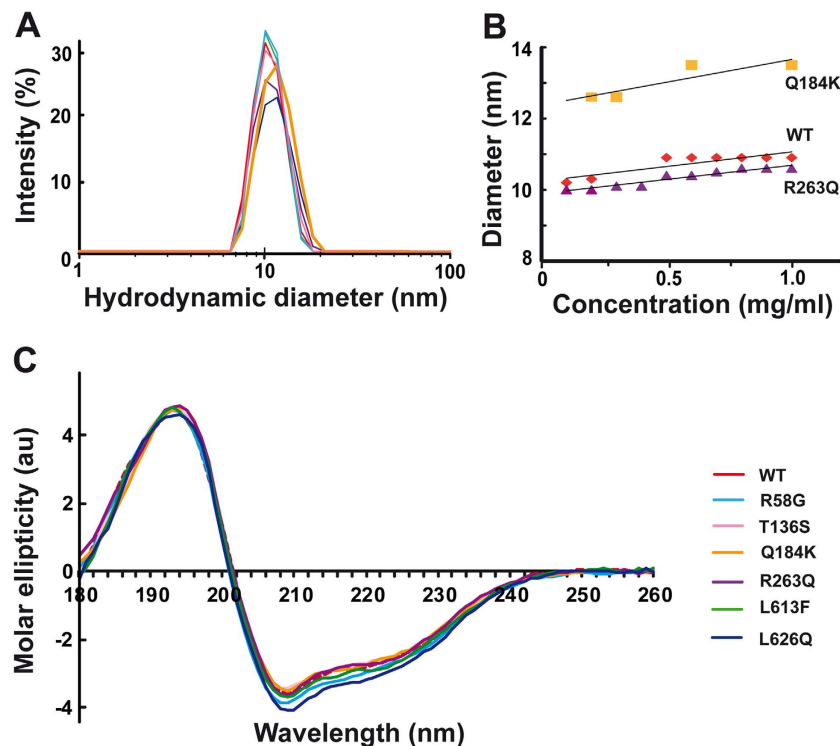 A
Intensity (%)
30
20
10
0
1
10
100
Hydrodynamic diameter (nm)
B
Diameter (nm)
14
12
10
8
0
0.5
1.0
Q184K
WT
R263Q
Concentration (mg/ml)
C
Molar ellipticity (au)
4
2
0
-2
-4
180 190 200 210 220 230 240 250 260
Wavelength (nm)
WT
R58G
T136S
Q184K
R263Q
L613F
L626Q